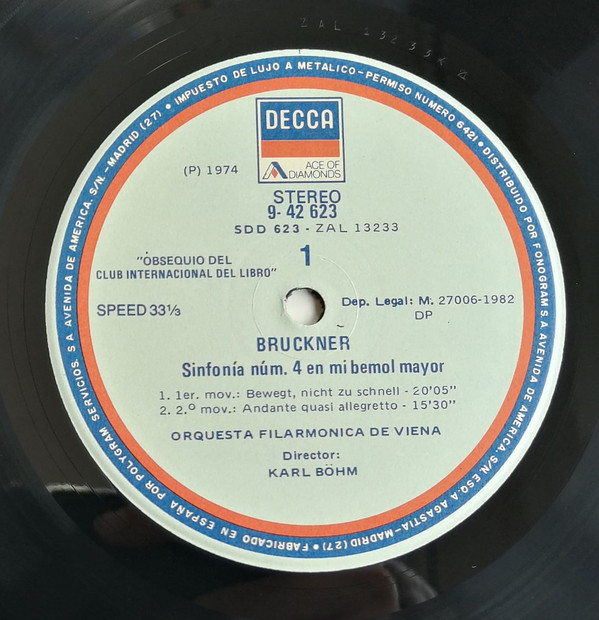 ZAL 13233
IMPUESTO DE LUJO A METALICO-PERMISO NUMERO 6421 • DISTRIBUIDO POR FONOGRAM S.A. AVENIDA DE AMERICA, S/N. ESQ. A AGASTIA-MADRID (27) • FABRICADO EN ESPAÑA POR POLYGRAM SERVICIOS. S A AVENIDA DE AMERICA. S/N.-MADRID (27) •
DECCA
ACE OF
DIAMONDS
(P) 1974
STEREO
9- 42 623
SDD 623 - ZAL 13233
1
"OBSEQUIO DEL
CLUB INTERNACIONAL DEL LIBRO"
SPEED 33⅓
Dep. Legal: M. 27006-1982
DP
BRUCKNER
Sinfonía núm. 4 en mi bemol mayor
1. 1er. mov.: Bewegt, nicht zu schnell - 20'05"
2. 2.º mov.: Andante quasi allegretto - 15'30"
ORQUESTA FILARMONICA DE VIENA
Director:
KARL BÖHM